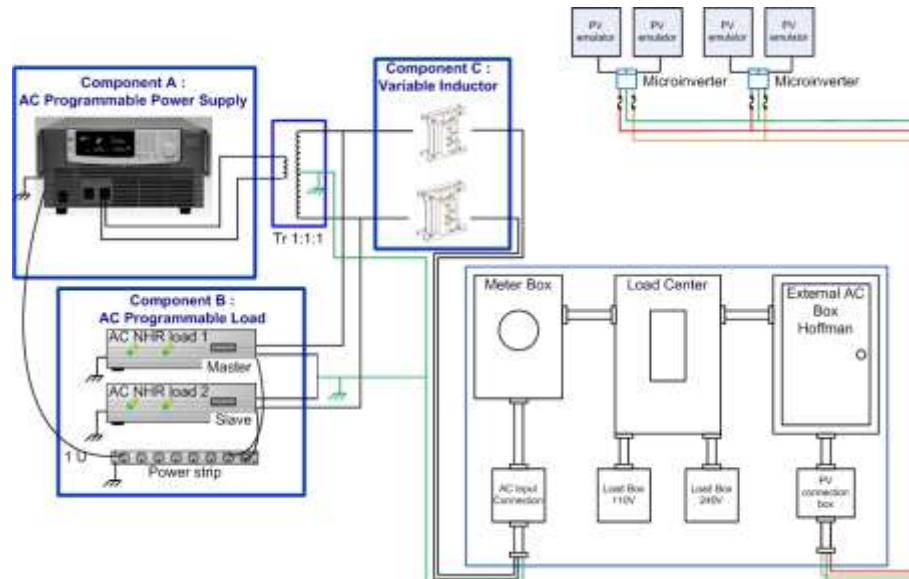 Component A :
AC Programmable Power Supply
Tr 1:1:1
Component C :
Variable Inductor
PV
emulator
PV
emulator
PV
emulator
PV
emulator
Microinverter
Microinverter
Component B :
AC Programmable Load
AC NHR load 1
Master
AC NHR load 2
Slave
1 U
Power strip
Meter Box
Load Center
External AC
Box
Hoffman
AC Input
Connection
Load Box
110V
Load Box
240V
PV
connection
box